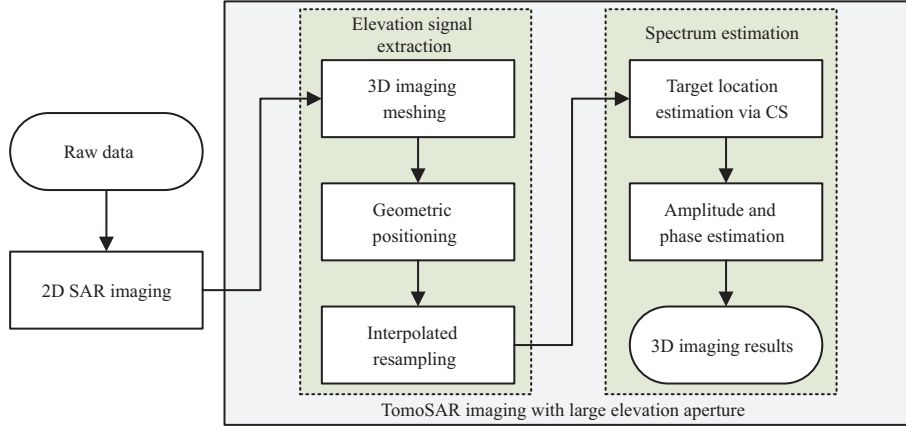 Raw data
2D SAR imaging
Elevation signal
extraction
3D imaging
meshing
Geometric
positioning
Interpolated
resampling
Spectrum estimation
Target location
estimation via CS
Amplitude and
phase estimation
3D imaging results
TomoSAR imaging with large elevation aperture